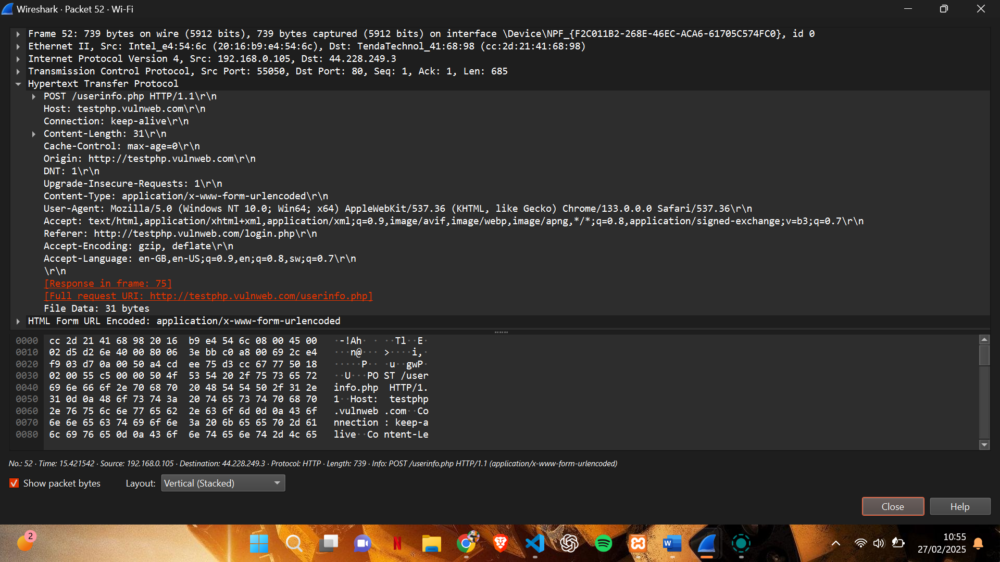 Wireshark · Packet 52 · Wi-Fi
Frame 52: 739 bytes on wire (5912 bits), 739 bytes captured (5912 bits) on interface \Device\NPF_{F2C011B2-268E-46EC-ACA6-61705C574FC0}, id 0
Ethernet II, Src: Intel_e4:54:6c (20:16:b9:e4:54:6c), Dst: TendaTechnol_41:68:98 (cc:2d:21:41:68:98)
Internet Protocol Version 4, Src: 192.168.0.105, Dst: 44.228.249.3
Transmission Control Protocol, Src Port: 55050, Dst Port: 80, Seq: 1, Ack: 1, Len: 685
Hypertext Transfer Protocol
POST /userinfo.php HTTP/1.1\r\n
Host: testphp.vulnweb.com\r\n
Connection: keep-alive\r\n
Content-Length: 31\r\n
Cache-Control: max-age=0\r\n
Origin: http://testphp.vulnweb.com\r\n
DNT: 1\r\n
Upgrade-Insecure-Requests: 1\r\n
Content-Type: application/x-www-form-urlencoded\r\n
User-Agent: Mozilla/5.0 (Windows NT 10.0; Win64; x64) AppleWebKit/537.36 (KHTML, like Gecko) Chrome/133.0.0.0 Safari/537.36\r\n
Accept: text/html,application/xhtml+xml,application/xml;q=0.9,image/avif,image/webp,image/apng,*/*;q=0.8,application/signed-exchange;v=b3;q=0.7\r\n
Referer: http://testphp.vulnweb.com/login.php\r\n
Accept-Encoding: gzip, deflate\r\n
Accept-Language: en-GB,en-US;q=0.9,en;q=0.8,sw;q=0.7\r\n
\r\n
[Response in frame: 75]
[Full request URI: http://testphp.vulnweb.com/userinfo.php]
File Data: 31 bytes
HTML Form URL Encoded: application/x-www-form-urlencoded
0000 cc 2d 21 41 68 98 20 16 b9 e4 54 6c 08 00 45 00 ·-!Ah· · ··Tl··E·
0010 02 d5 d2 6e 40 00 80 06 3e bb c0 a8 00 69 2c e4 ···n@··· >····i,·
0020 f9 03 d7 0a 00 50 a4 cd ee 75 d3 cc 67 77 50 18 ·····P·· ·u··gwP·
0030 02 00 55 c5 00 00 50 4f 53 54 20 2f 75 73 65 72 ··U···PO ST /user
0040 69 6e 66 6f 2e 70 68 70 20 48 54 54 50 2f 31 2e info.php HTTP/1.
0050 31 0d 0a 48 6f 73 74 3a 20 74 65 73 74 70 68 70 1··Host: testphp
0060 2e 76 75 6c 6e 77 65 62 2e 63 6f 6d 0d 0a 43 6f .vulnweb .com··Co
0070 6e 6e 65 63 74 69 6f 6e 3a 20 6b 65 65 70 2d 61 nnection : keep-a
0080 6c 69 76 65 0d 0a 43 6f 6e 74 65 6e 74 2d 4c 65 live··Co ntent-Le
No.: 52 · Time: 15.421542 · Source: 192.168.0.105 · Destination: 44.228.249.3 · Protocol: HTTP · Length: 739 · Info: POST /userinfo.php HTTP/1.1 (application/x-www-form-urlencoded)
Show packet bytes Layout: Vertical (Stacked)
Close Help
2
10:55
27/02/2025